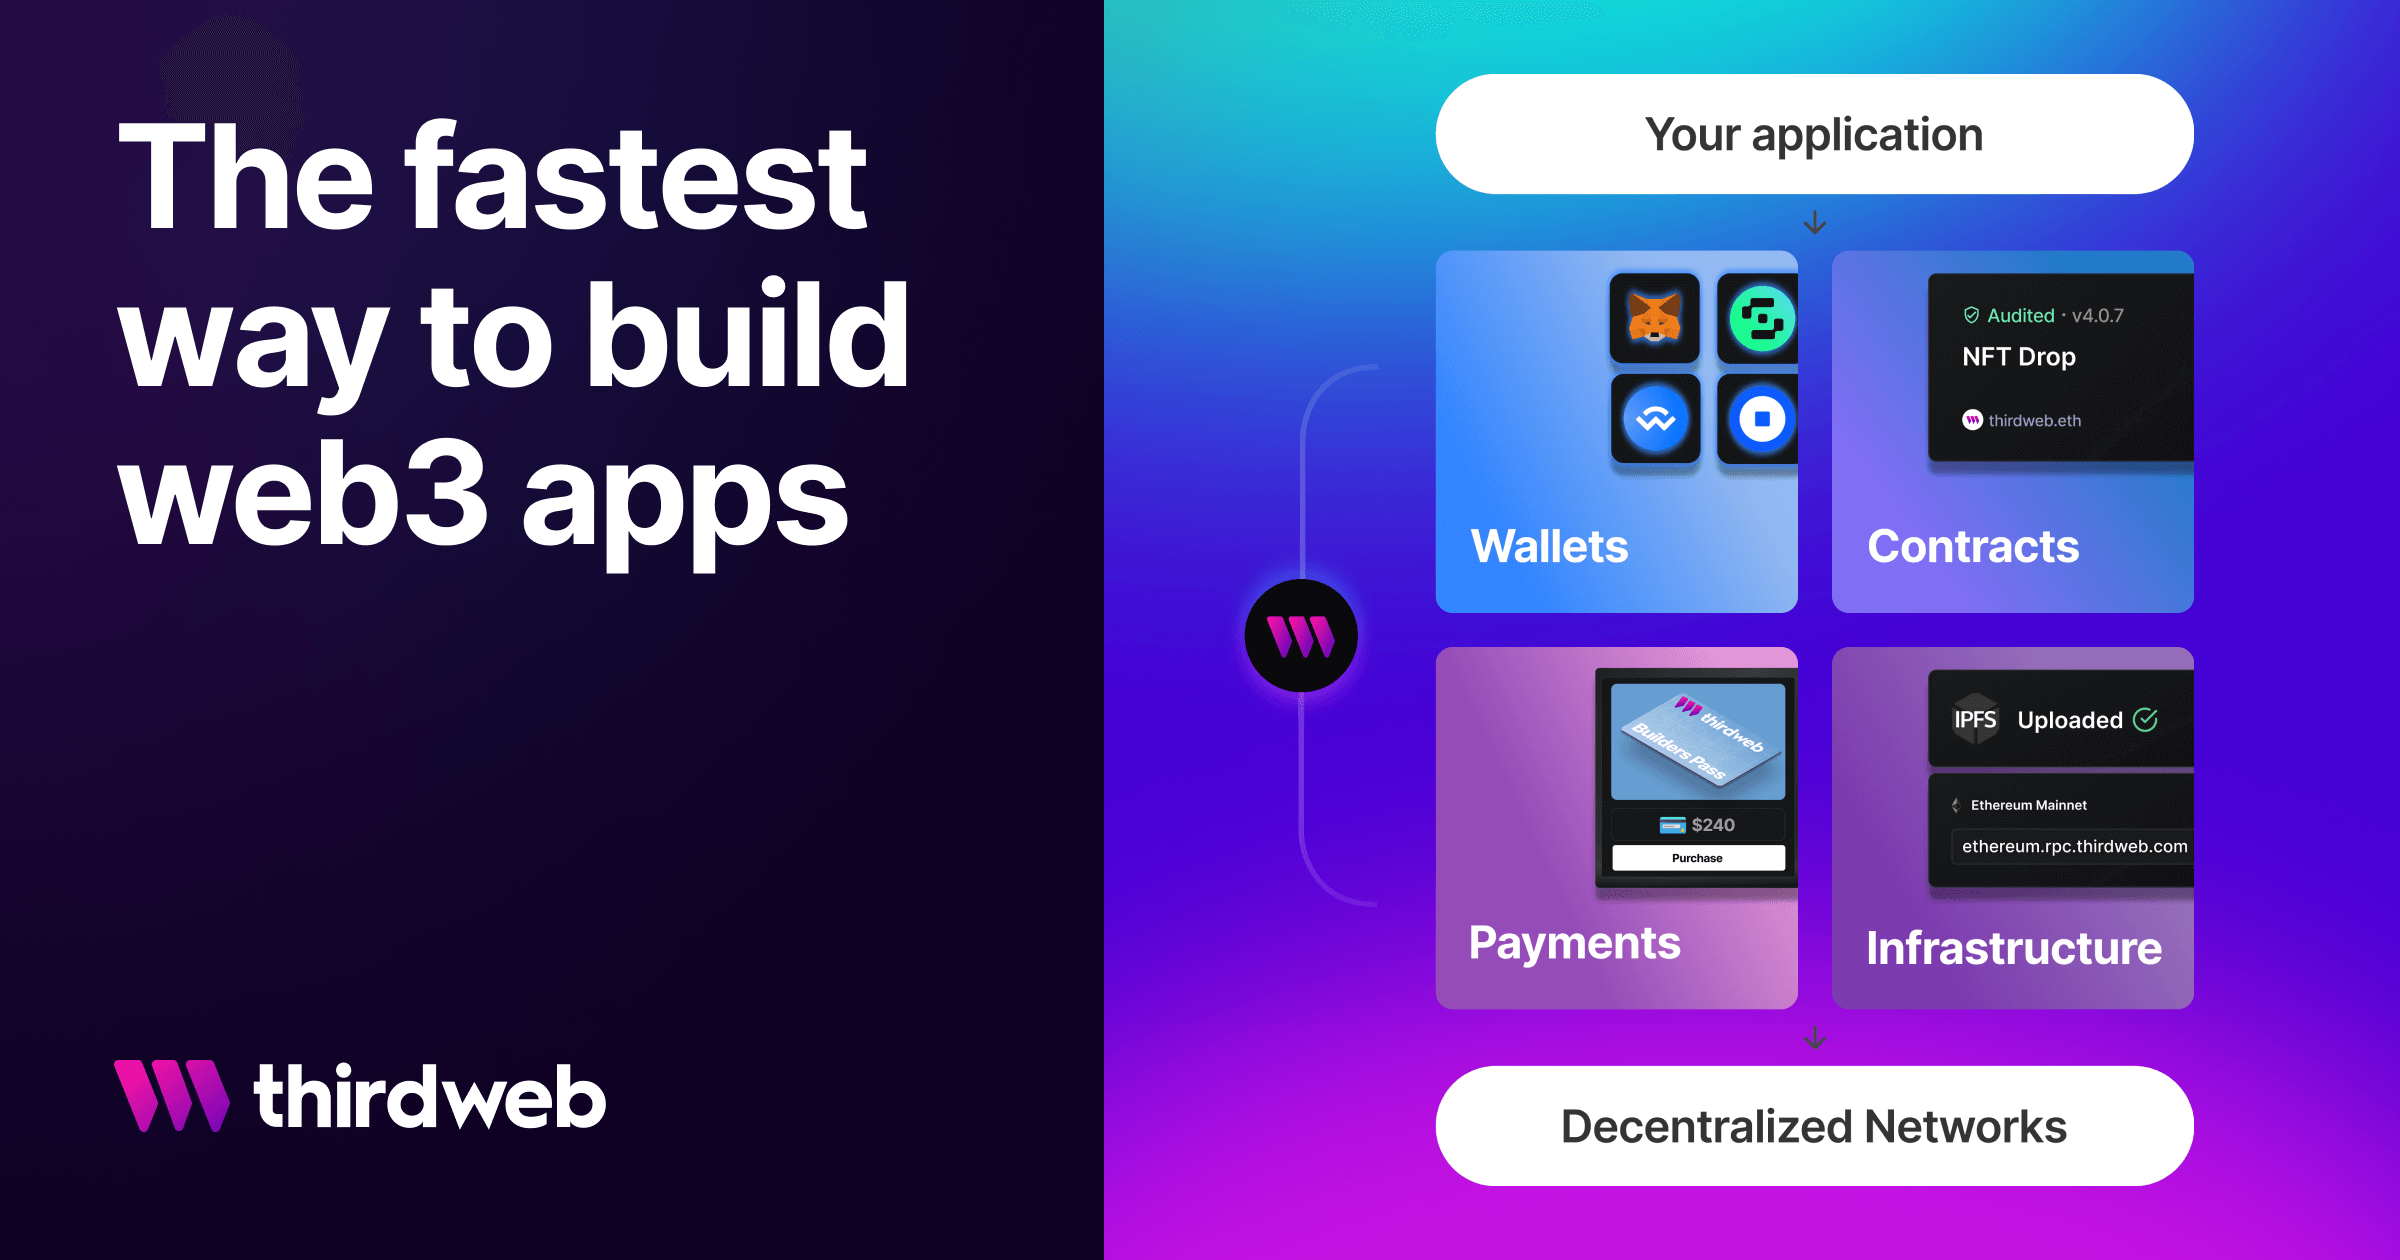 The fastest
way to build
web3 apps
thirdweb
Your application
Wallets
Audited · v4.0.7
NFT Drop
thirdweb.eth
Contracts
thirdweb
Builders Pass
$240
Purchase
Payments
IPFS Uploaded
Ethereum Mainnet
ethereum.rpc.thirdweb.com
Infrastructure
Decentralized Networks